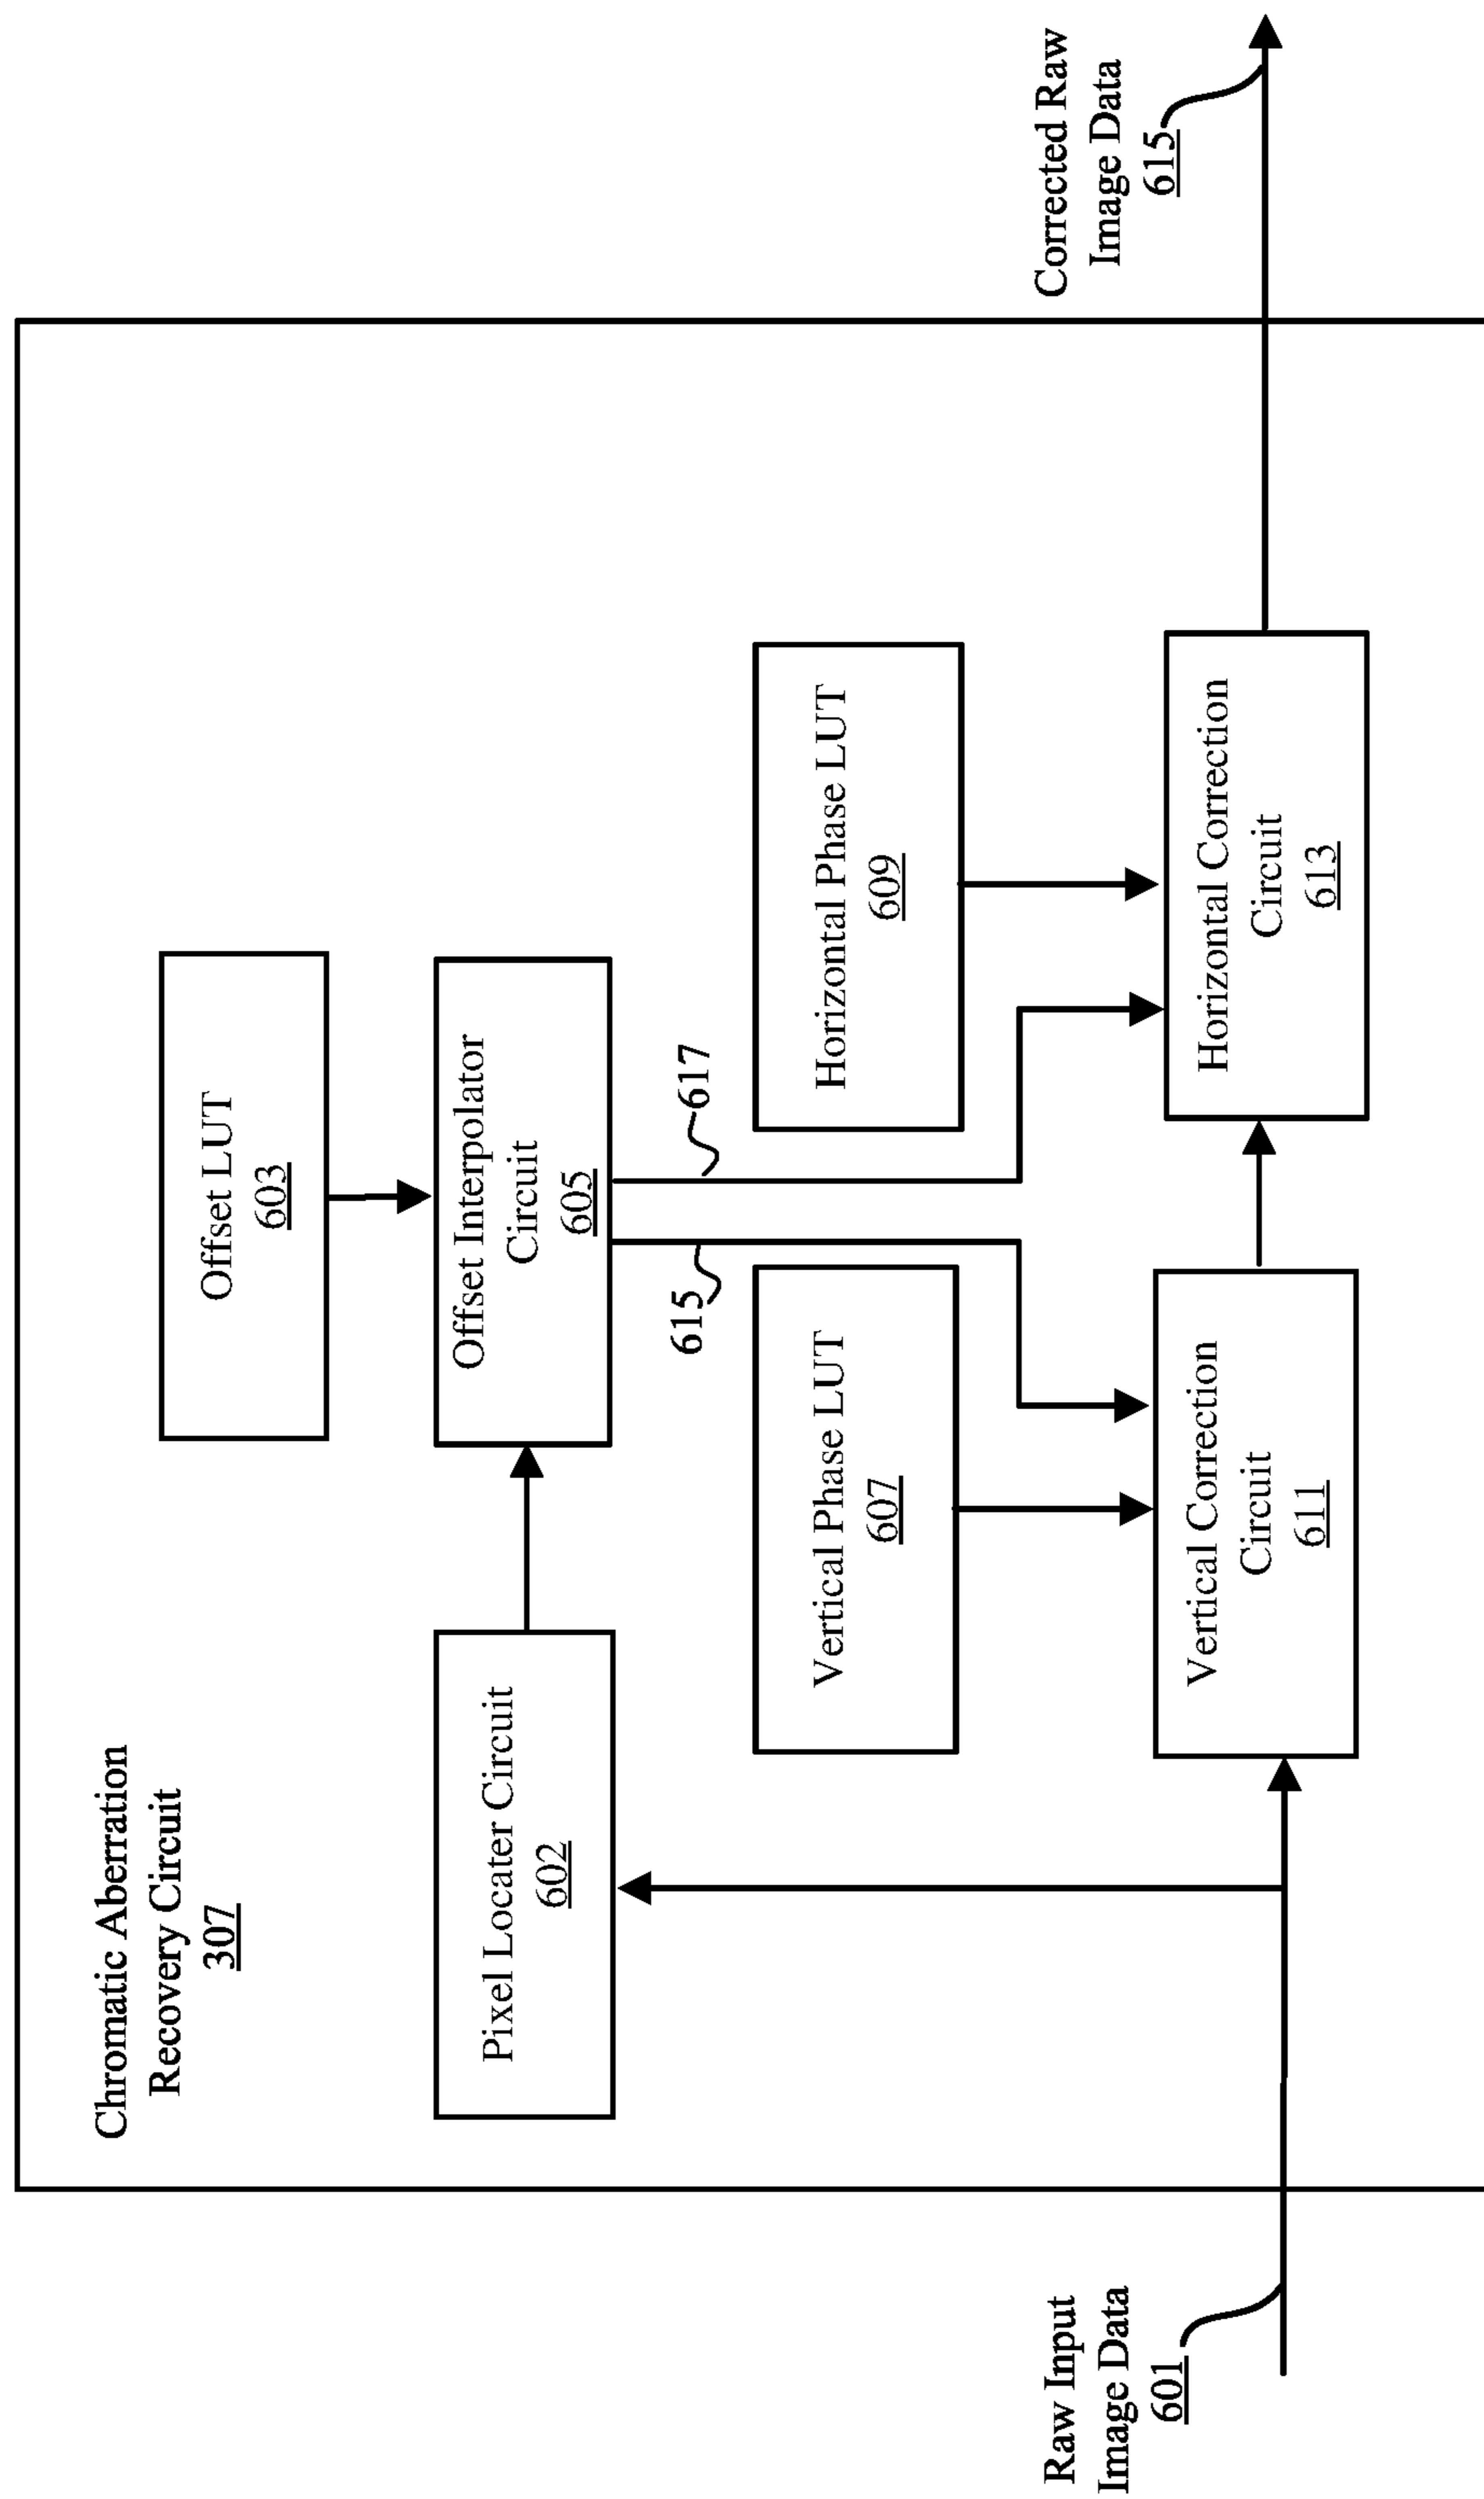 Chromatic Aberration
Recovery Circuit
307
Offset LUT
603
Pixel Locater Circuit
602
Offset Interpolator
Circuit
605
615
617
Vertical Phase LUT
607
Horizontal Phase LUT
609
Raw Input
Image Data
601
Vertical Correction
Circuit
611
Horizontal Correction
Circuit
613
Corrected Raw
Image Data
615